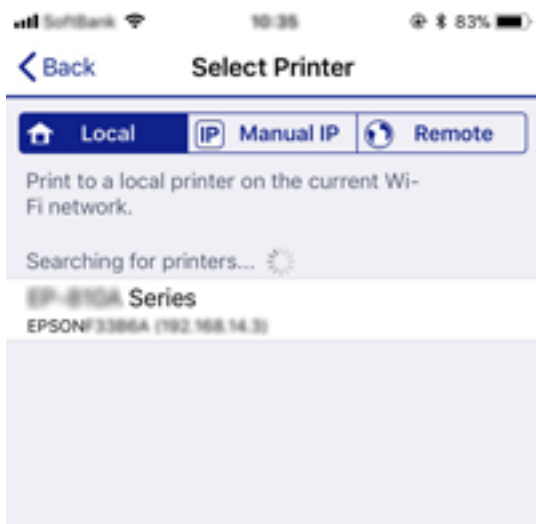 SoftBank 10:35 83%
Back Select Printer
Local IP Manual IP Remote
Print to a local printer on the current Wi-
Fi network.
Searching for printers...
Series
EPSON